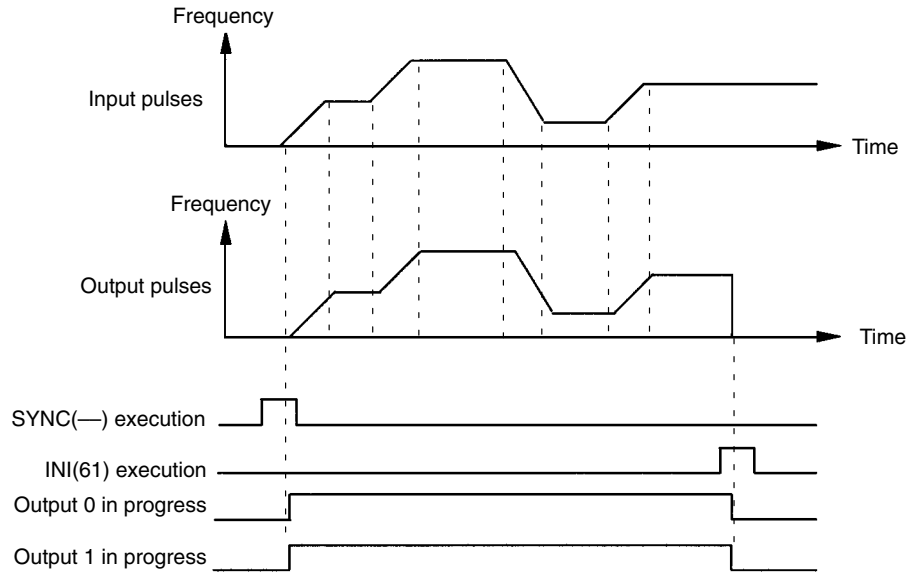 Frequency
Input pulses
Time
Frequency
Output pulses
Time
SYNC(––) execution
INI(61) execution
Output 0 in progress
Output 1 in progress